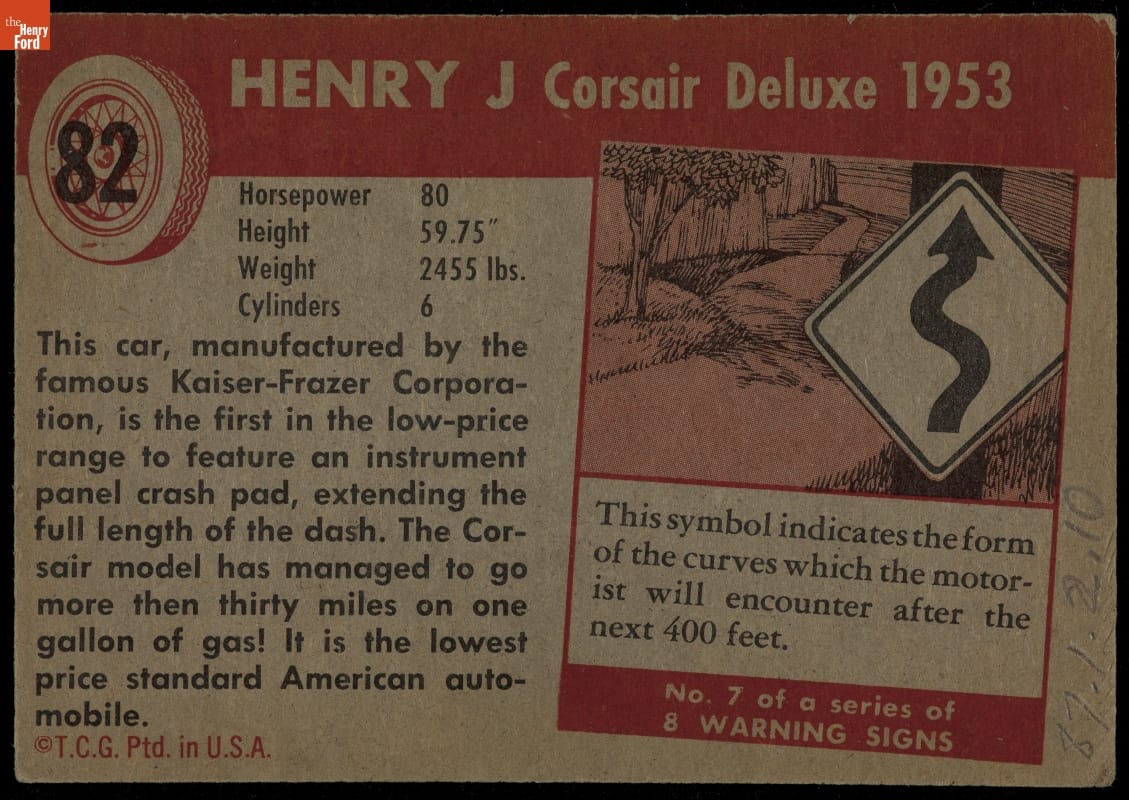 the
Henry
Ford
HENRY J Corsair Deluxe 1953
82
Horsepower 80
Height 59.75"
Weight 2455 lbs.
Cylinders 6
This car, manufactured by the
famous Kaiser-Frazer Corpora-
tion, is the first in the low-price
range to feature an instrument
panel crash pad, extending the
full length of the dash. The Cor-
sair model has managed to go
more then thirty miles on one
gallon of gas! It is the lowest
price standard American auto-
mobile.
©T.C.G. Ptd. in U.S.A.
This symbol indicates the form
of the curves which the motor-
ist will encounter after the
next 400 feet.
No. 7 of a series of
8 WARNING SIGNS
87.1.2.10